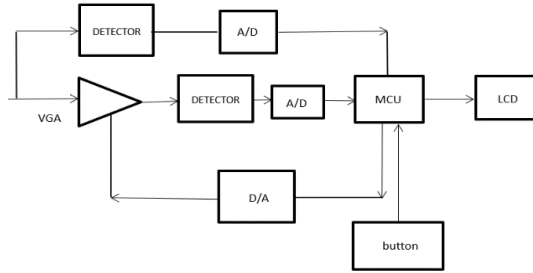 DETECTOR
A/D
VGA
DETECTOR
A/D
MCU
LCD
D/A
button